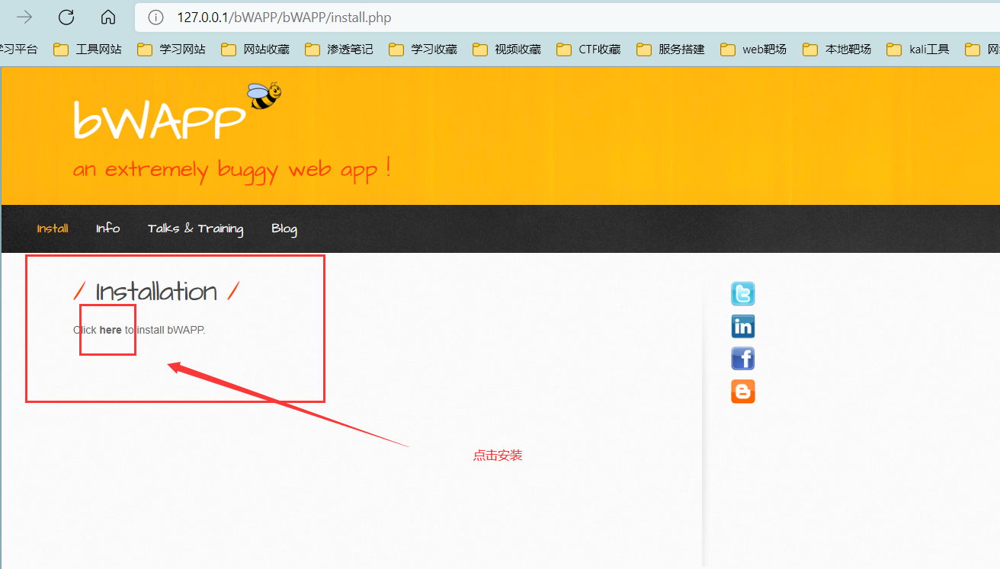 127.0.0.1/bWAPP/bWAPP/install.php
学习平台 工具网站 学习网站 网站收藏 渗透笔记 学习收藏 视频收藏 CTF收藏 服务搭建 web靶场 本地靶场 kali工具
bWAPP
an extremely buggy web app !
Install Info Talks & Training Blog
/ Installation /
Click here to install bWAPP.
点击安装